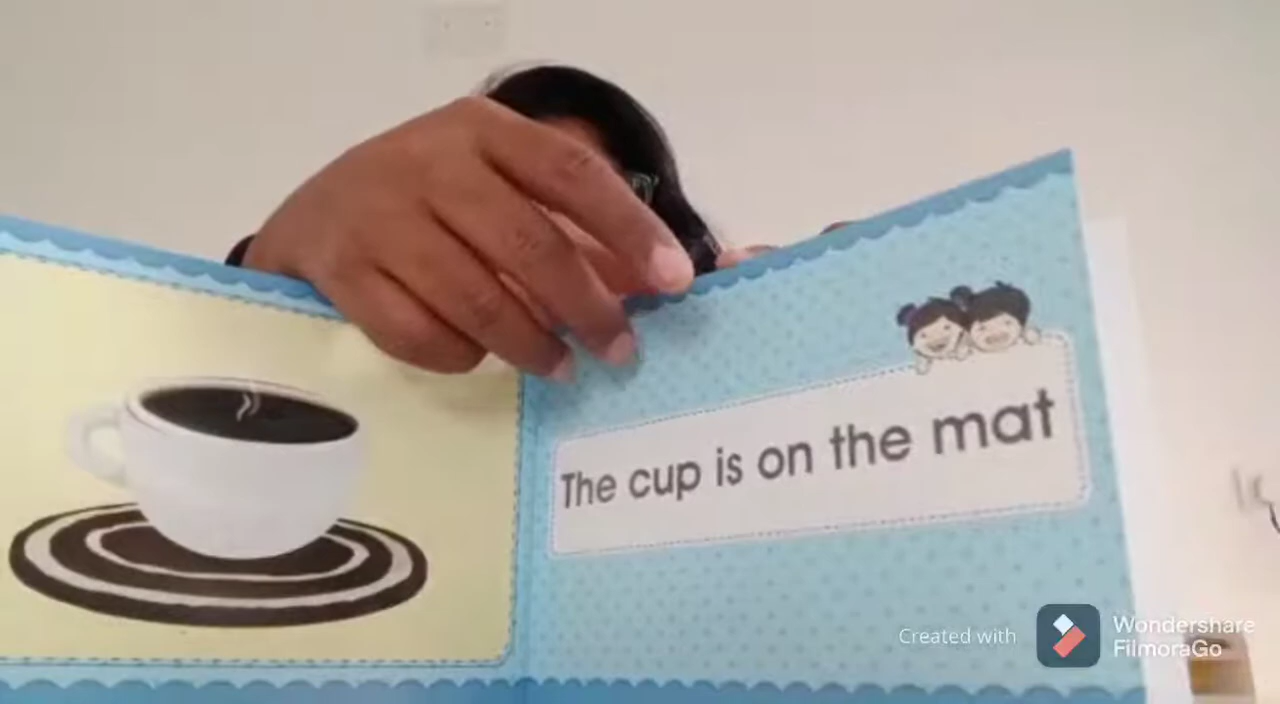 The cup is on the mat
Created with
Wondershare
FilmoraGo